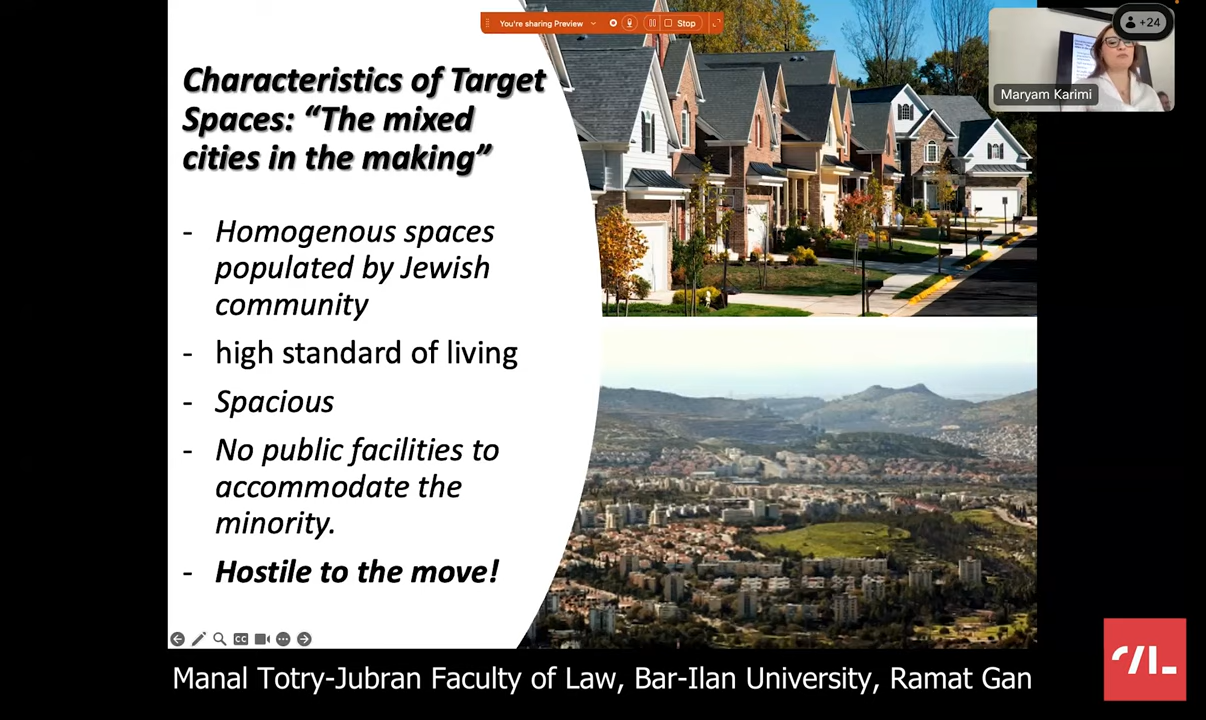 You're sharing Preview
Stop
+24
Maryam Karimi
Characteristics of Target
Spaces: “The mixed
cities in the making”
- Homogenous spaces
populated by Jewish
community
- high standard of living
- Spacious
- No public facilities to
accommodate the
minority.
- Hostile to the move!
CC
Manal Totry-Jubran Faculty of Law, Bar-Ilan University, Ramat Gan